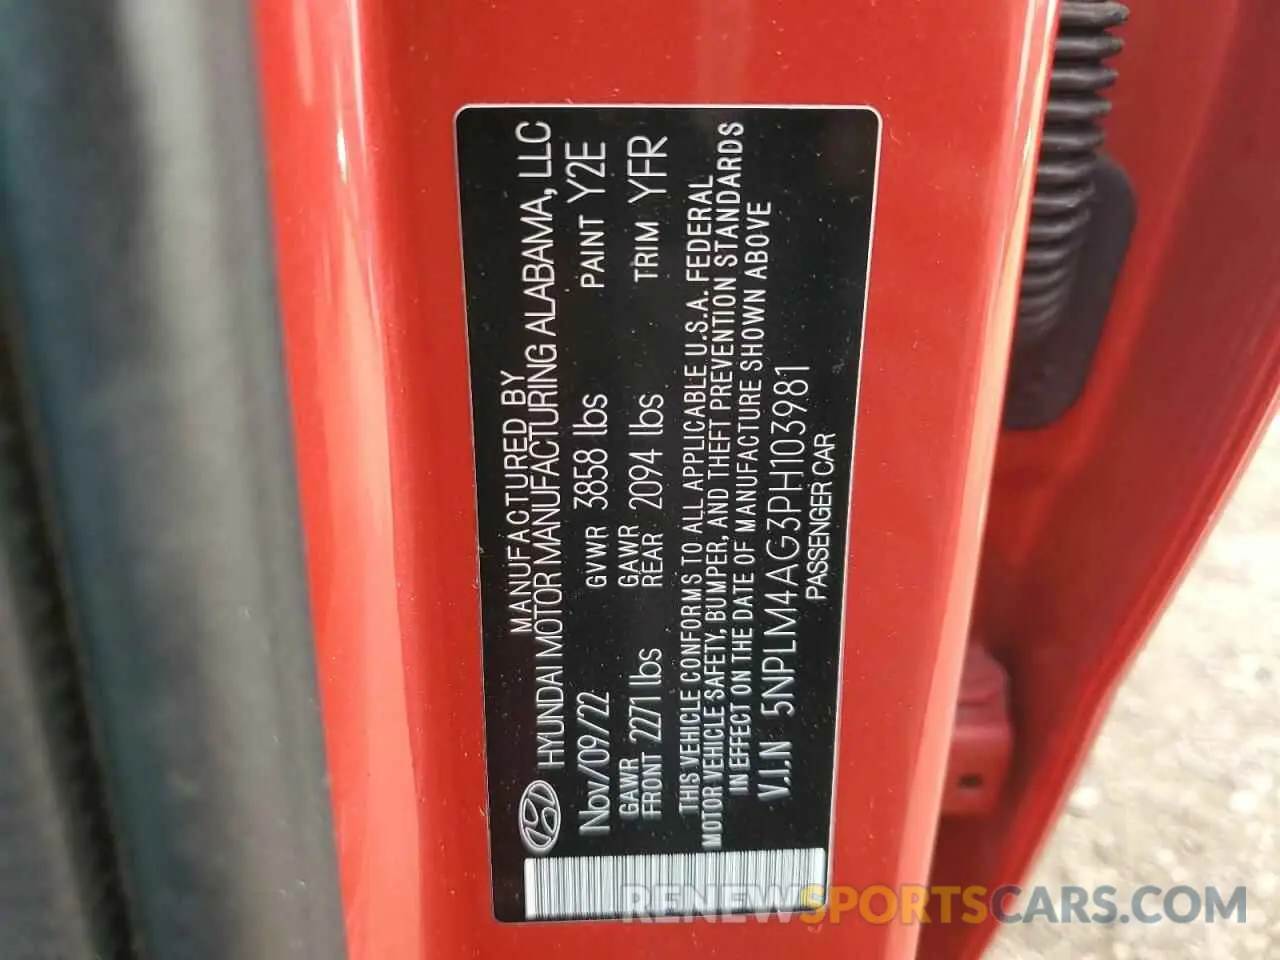 MANUFACTURED BY
HYUNDAI MOTOR MANUFACTURING ALABAMA, LLC
Nov/09/22 GVWR 3858 lbs PAINT Y2E
GAWR FRONT 2271 lbs GAWR REAR 2094 lbs TRIM YFR
THIS VEHICLE CONFORMS TO ALL APPLICABLE U.S.A. FEDERAL
MOTOR VEHICLE SAFETY, BUMPER, AND THEFT PREVENTION STANDARDS
IN EFFECT ON THE DATE OF MANUFACTURE SHOWN ABOVE
V.I.N 5NPLM4AG3PH103981
PASSENGER CAR
RENEWSPORTSCARS.COM